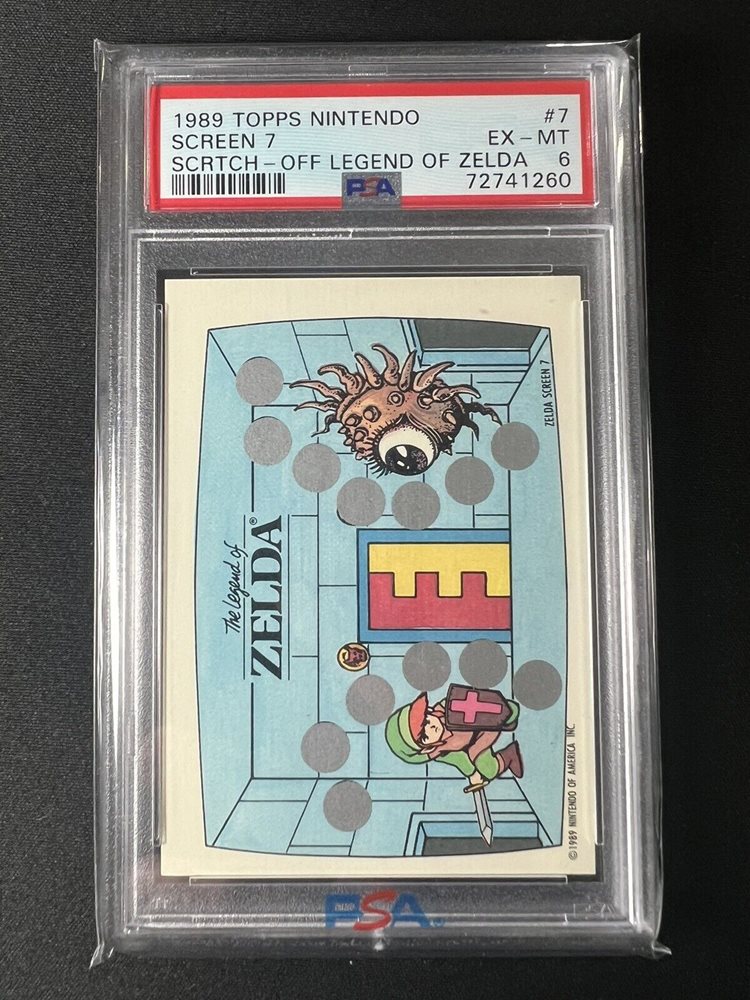 1989 TOPPS NINTENDO #7
SCREEN 7 EX-MT
SCRTCH-OFF LEGEND OF ZELDA 6
PSA 72741260
The Legend of
ZELDA®
ZELDA SCREEN 7
©1989 NINTENDO OF AMERICA INC.
PSA